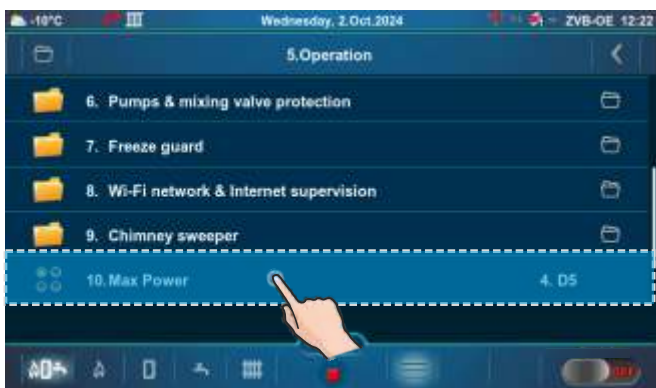 -10°C Wednesday, 2.Oct.2024 ZVB-OE 12:22
5.Operation
6. Pumps & mixing valve protection
7. Freeze guard
8. Wi-Fi network & Internet supervision
9. Chimney sweeper
10. Max Power 4. D5
OFF